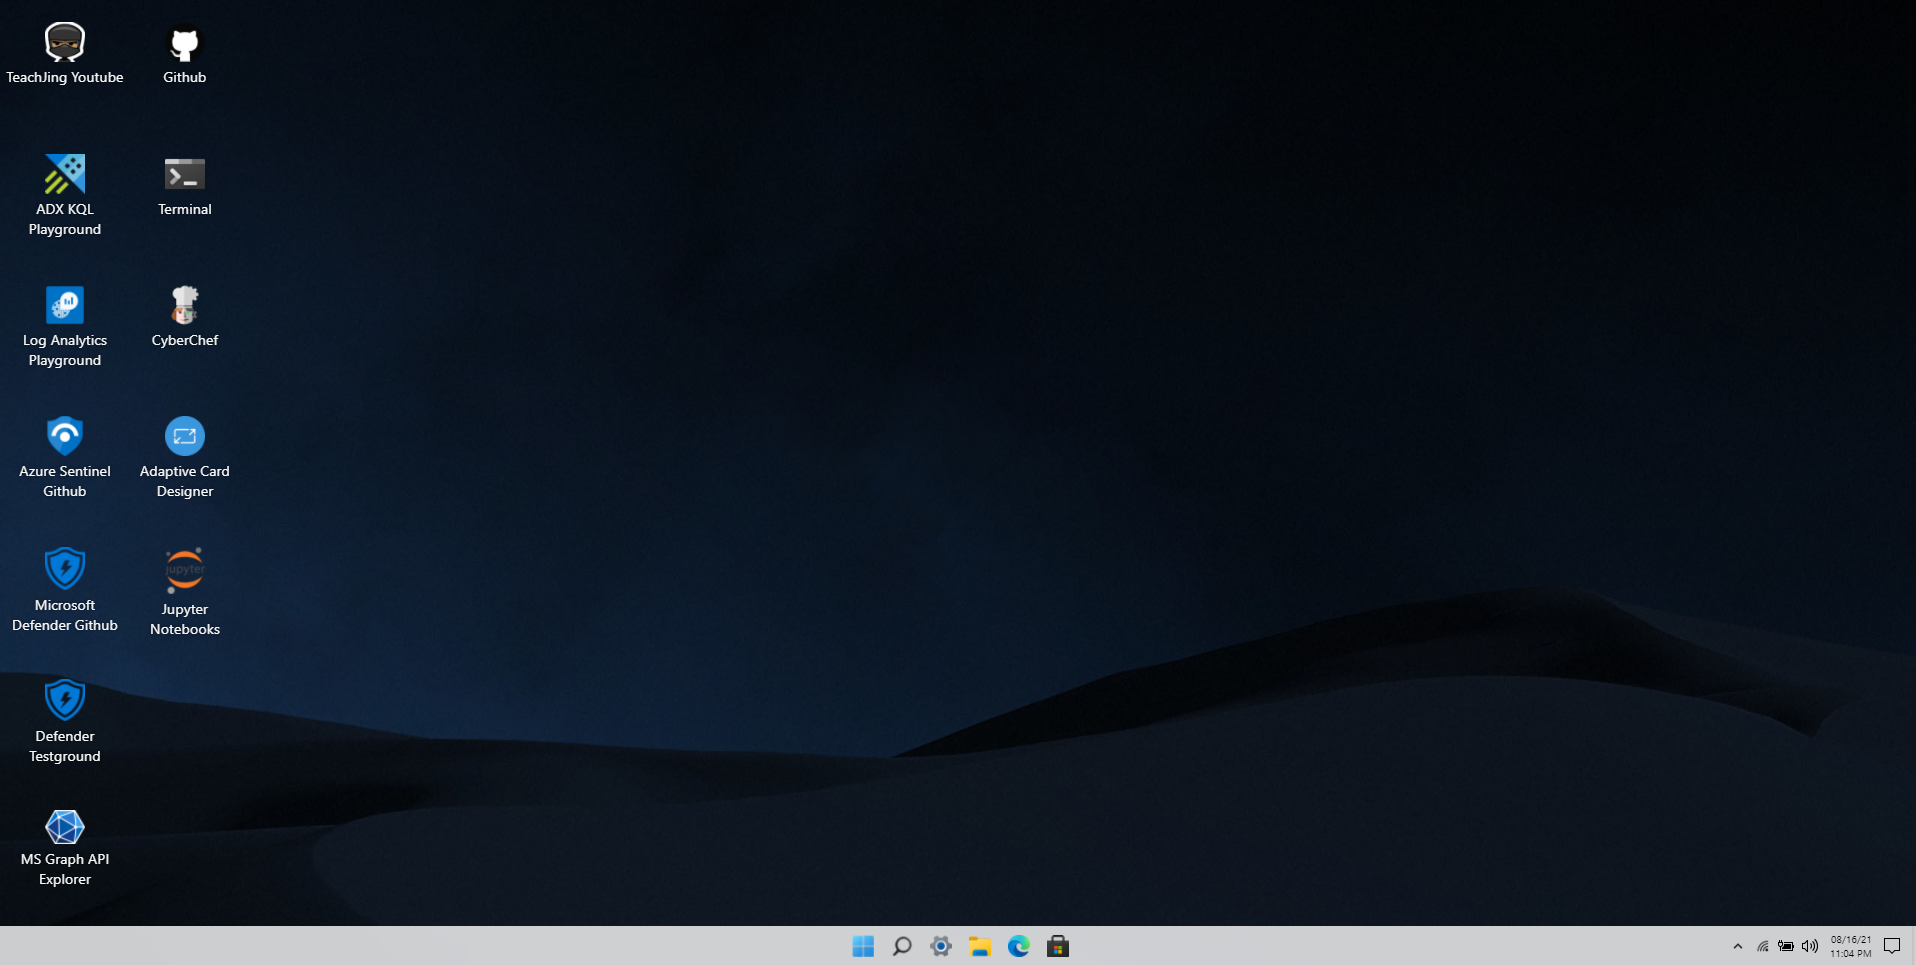 TeachJing Youtube
Github
ADX KQL
Playground
Terminal
Log Analytics
Playground
CyberChef
Azure Sentinel
Github
Adaptive Card
Designer
Microsoft
Defender Github
jupyter
Jupyter
Notebooks
Defender
Testground
MS Graph API
Explorer
08/16/21
11:04 PM